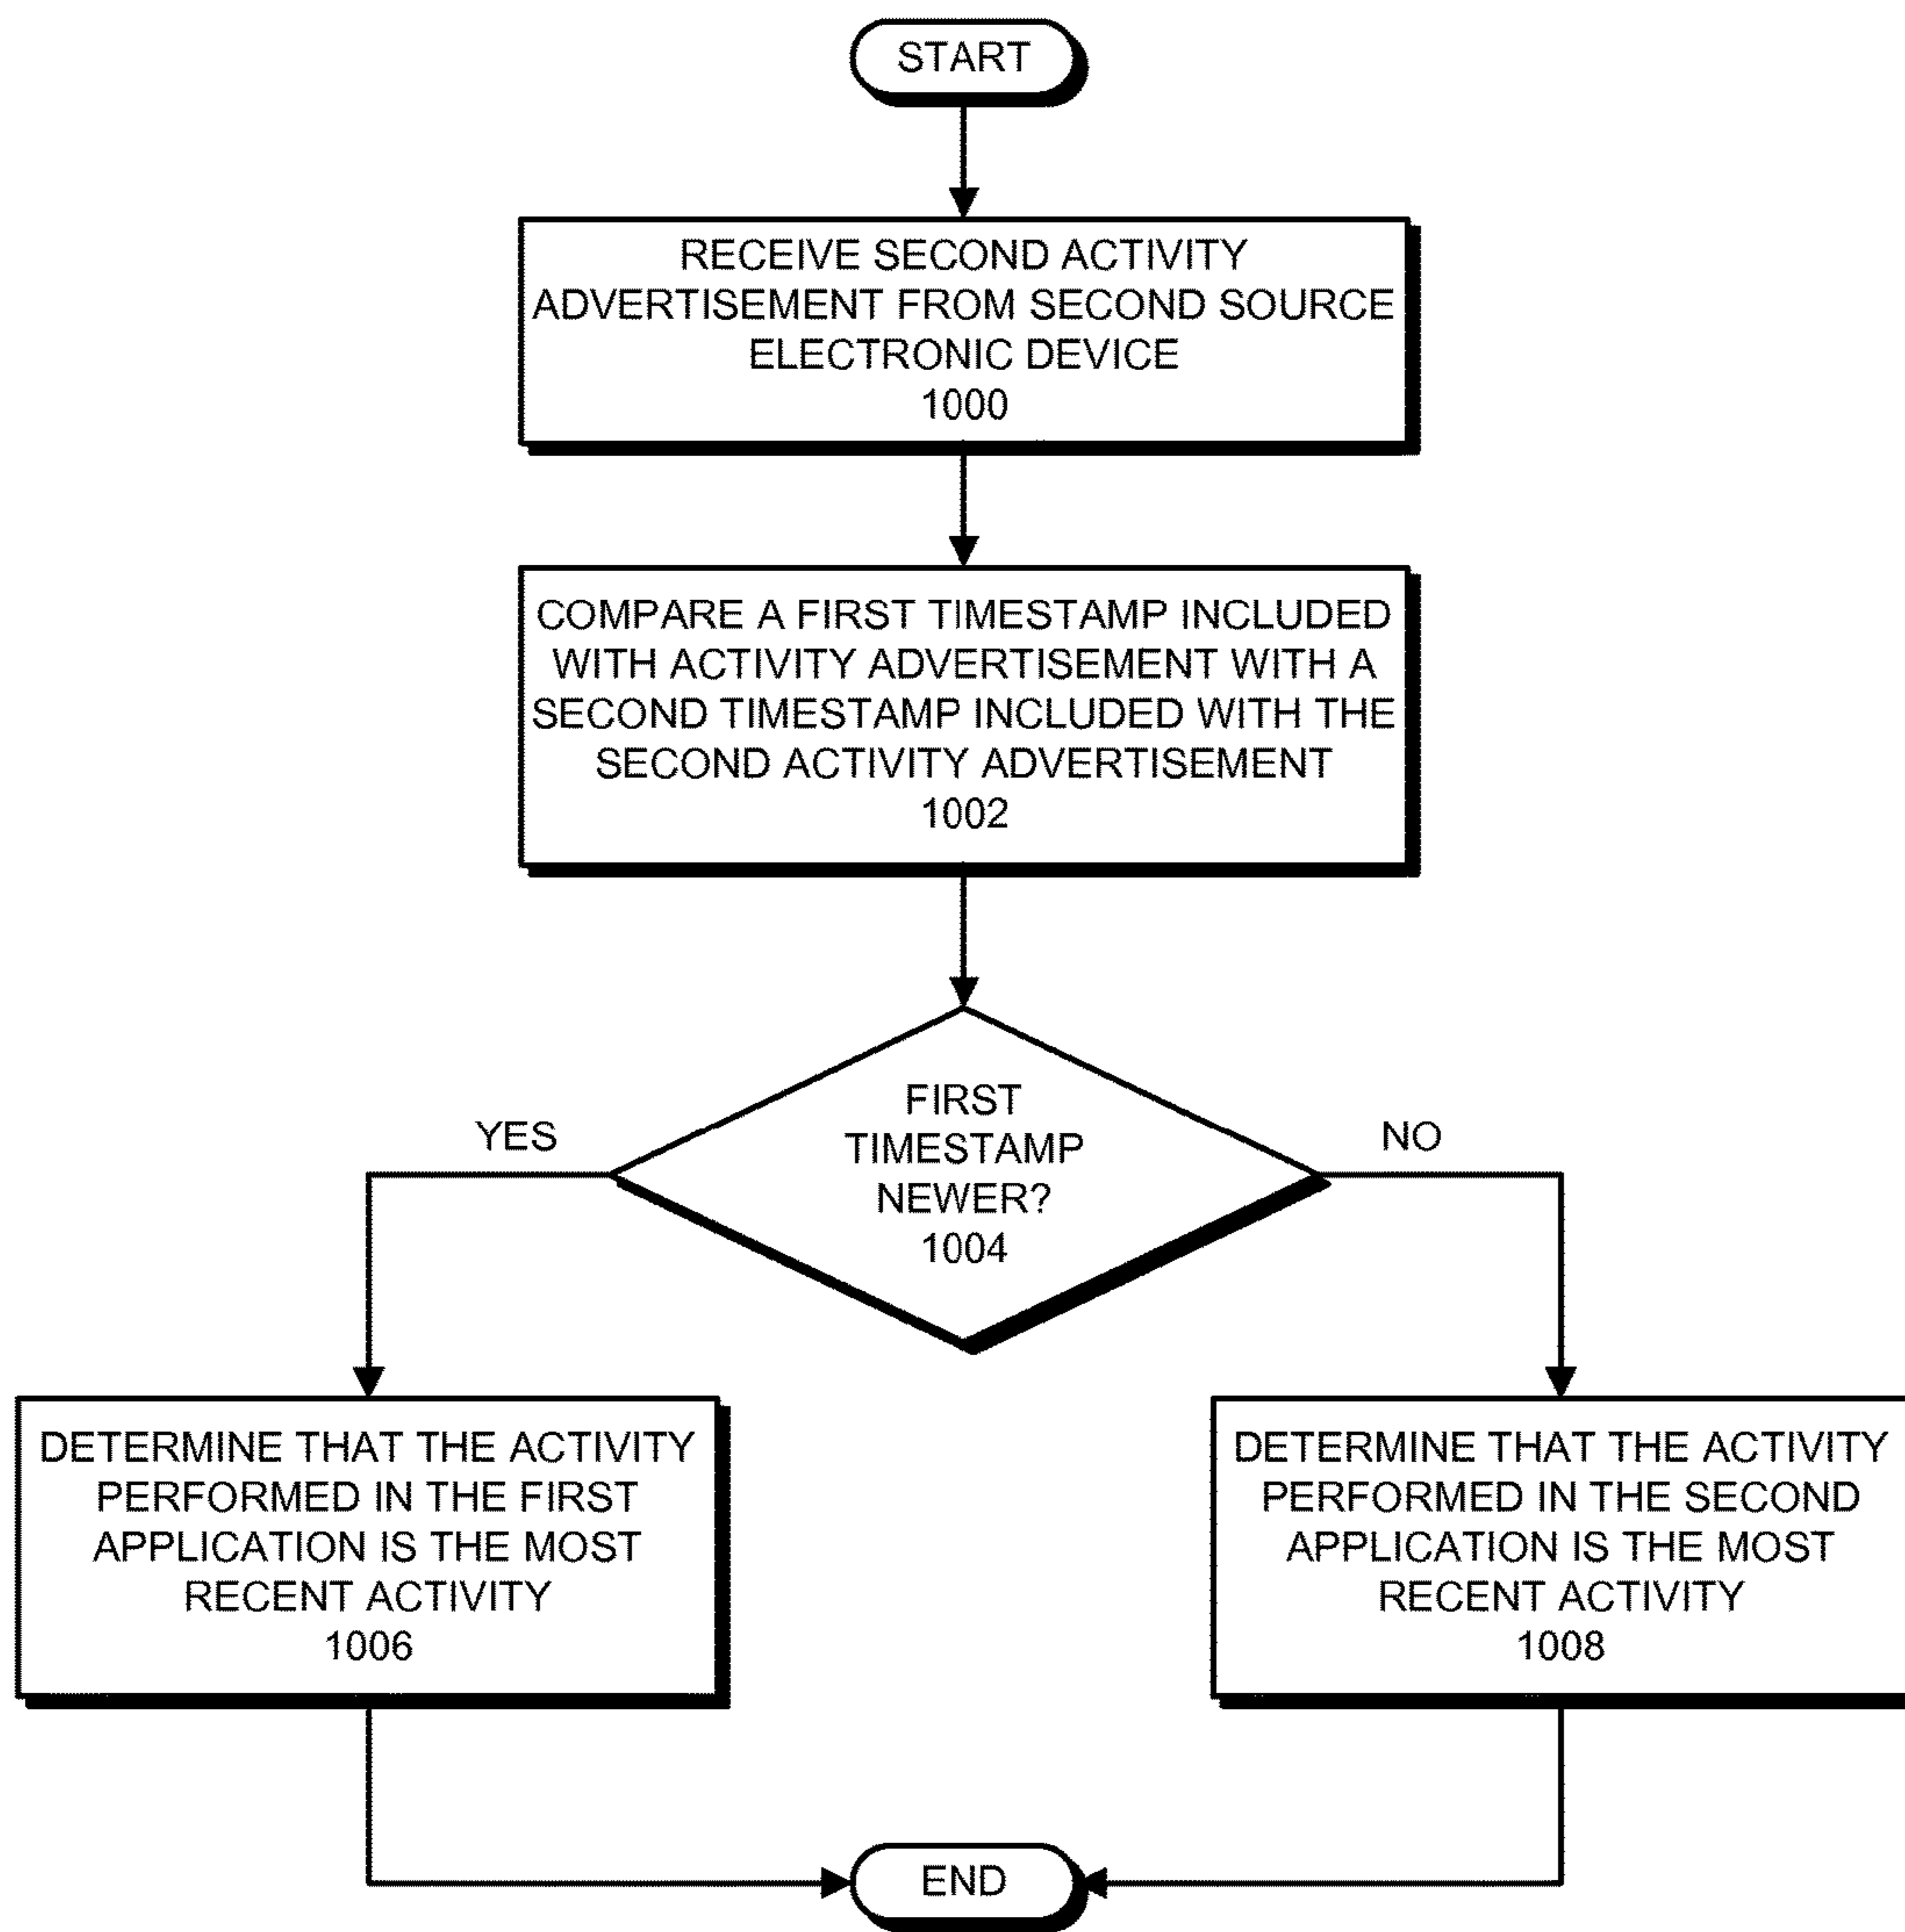 START
RECEIVE SECOND ACTIVITY
ADVERTISEMENT FROM SECOND SOURCE
ELECTRONIC DEVICE
1000
COMPARE A FIRST TIMESTAMP INCLUDED
WITH ACTIVITY ADVERTISEMENT WITH A
SECOND TIMESTAMP INCLUDED WITH THE
SECOND ACTIVITY ADVERTISEMENT
1002
FIRST
TIMESTAMP
NEWER?
1004
YES
NO
DETERMINE THAT THE ACTIVITY
PERFORMED IN THE FIRST
APPLICATION IS THE MOST
RECENT ACTIVITY
1006
DETERMINE THAT THE ACTIVITY
PERFORMED IN THE SECOND
APPLICATION IS THE MOST
RECENT ACTIVITY
1008
END